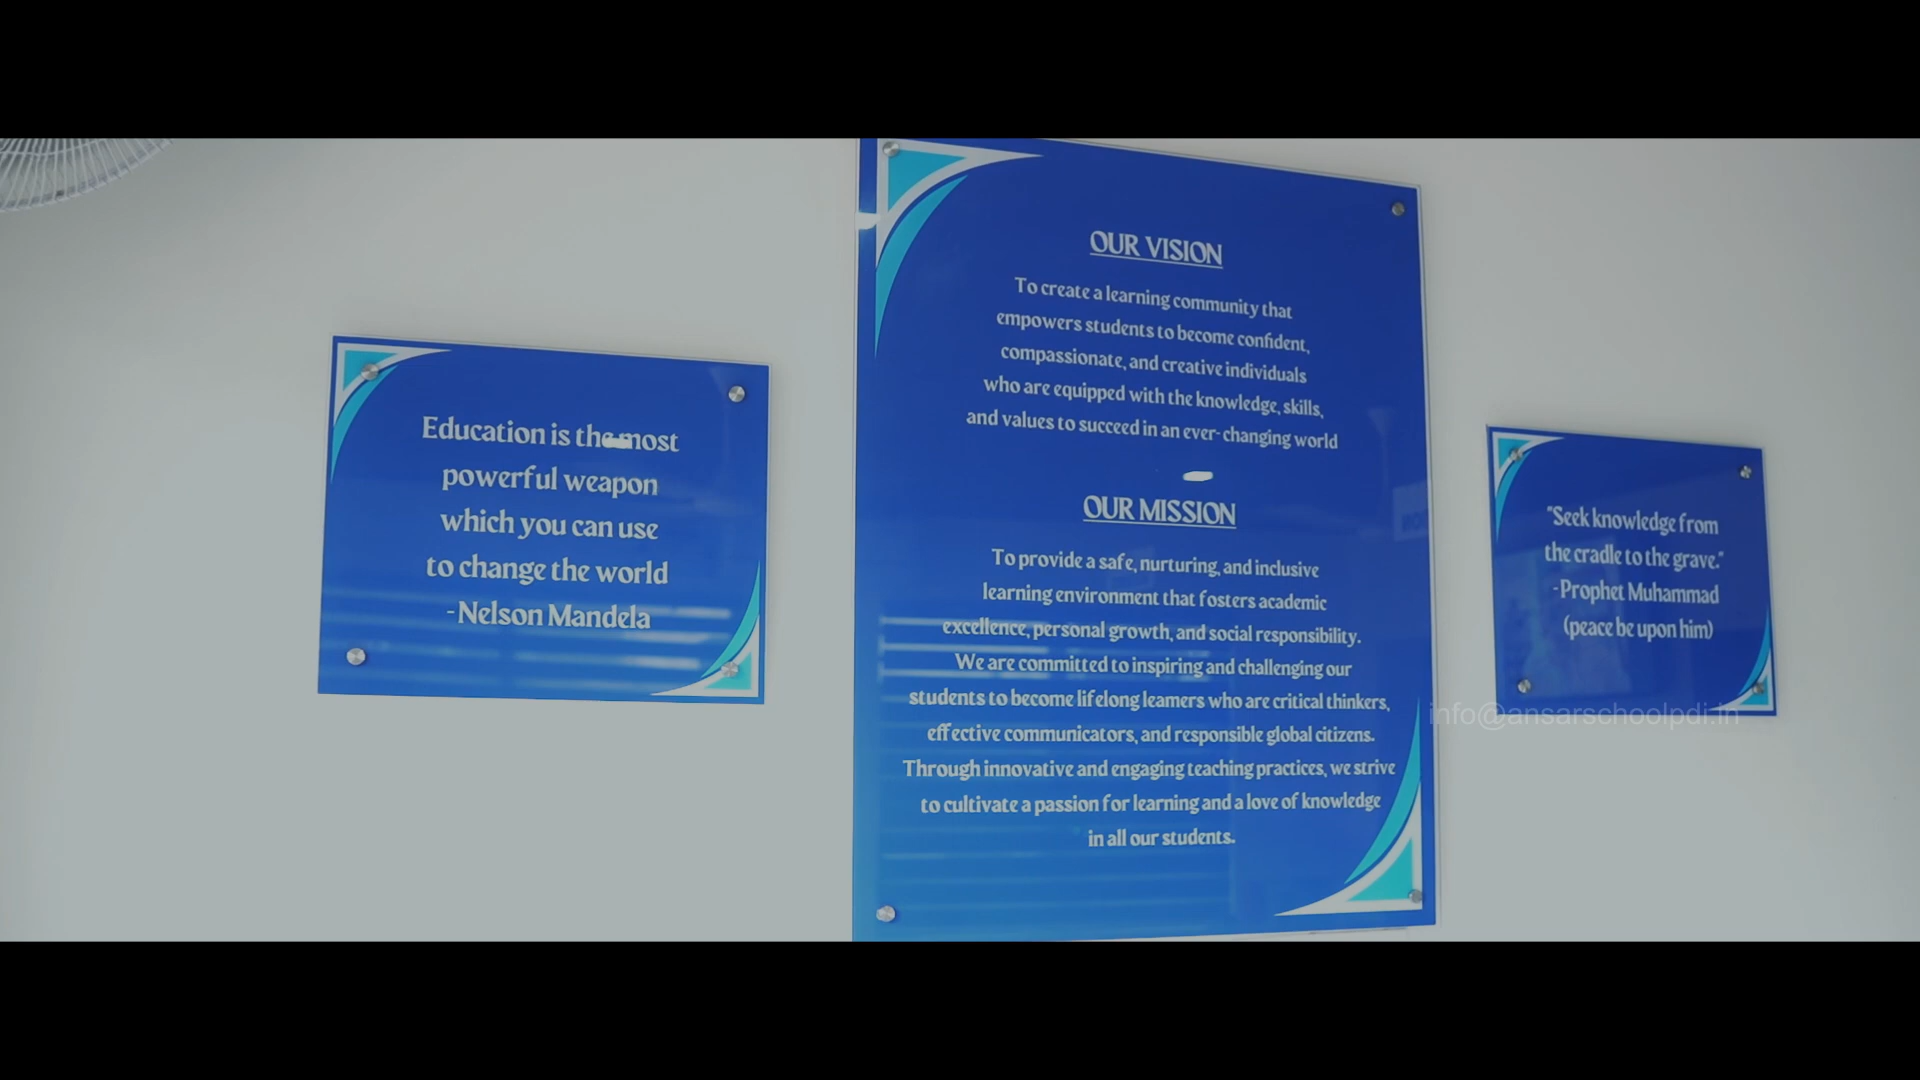 Education is the most
powerful weapon
which you can use
to change the world
-Nelson Mandela
OUR VISION
To create a learning community that
empowers students to become confident,
compassionate, and creative individuals
who are equipped with the knowledge, skills,
and values to succeed in an ever-changing world
OUR MISSION
To provide a safe, nurturing, and inclusive
learning environment that fosters academic
excellence, personal growth, and social responsibility.
We are committed to inspiring and challenging our
students to become lifelong learners who are critical thinkers,
effective communicators, and responsible global citizens.
Through innovative and engaging teaching practices, we strive
to cultivate a passion for learning and a love of knowledge
in all our students.
"Seek knowledge from
the cradle to the grave."
-Prophet Muhammad
(peace be upon him)
info@ansarschoolpdi.in